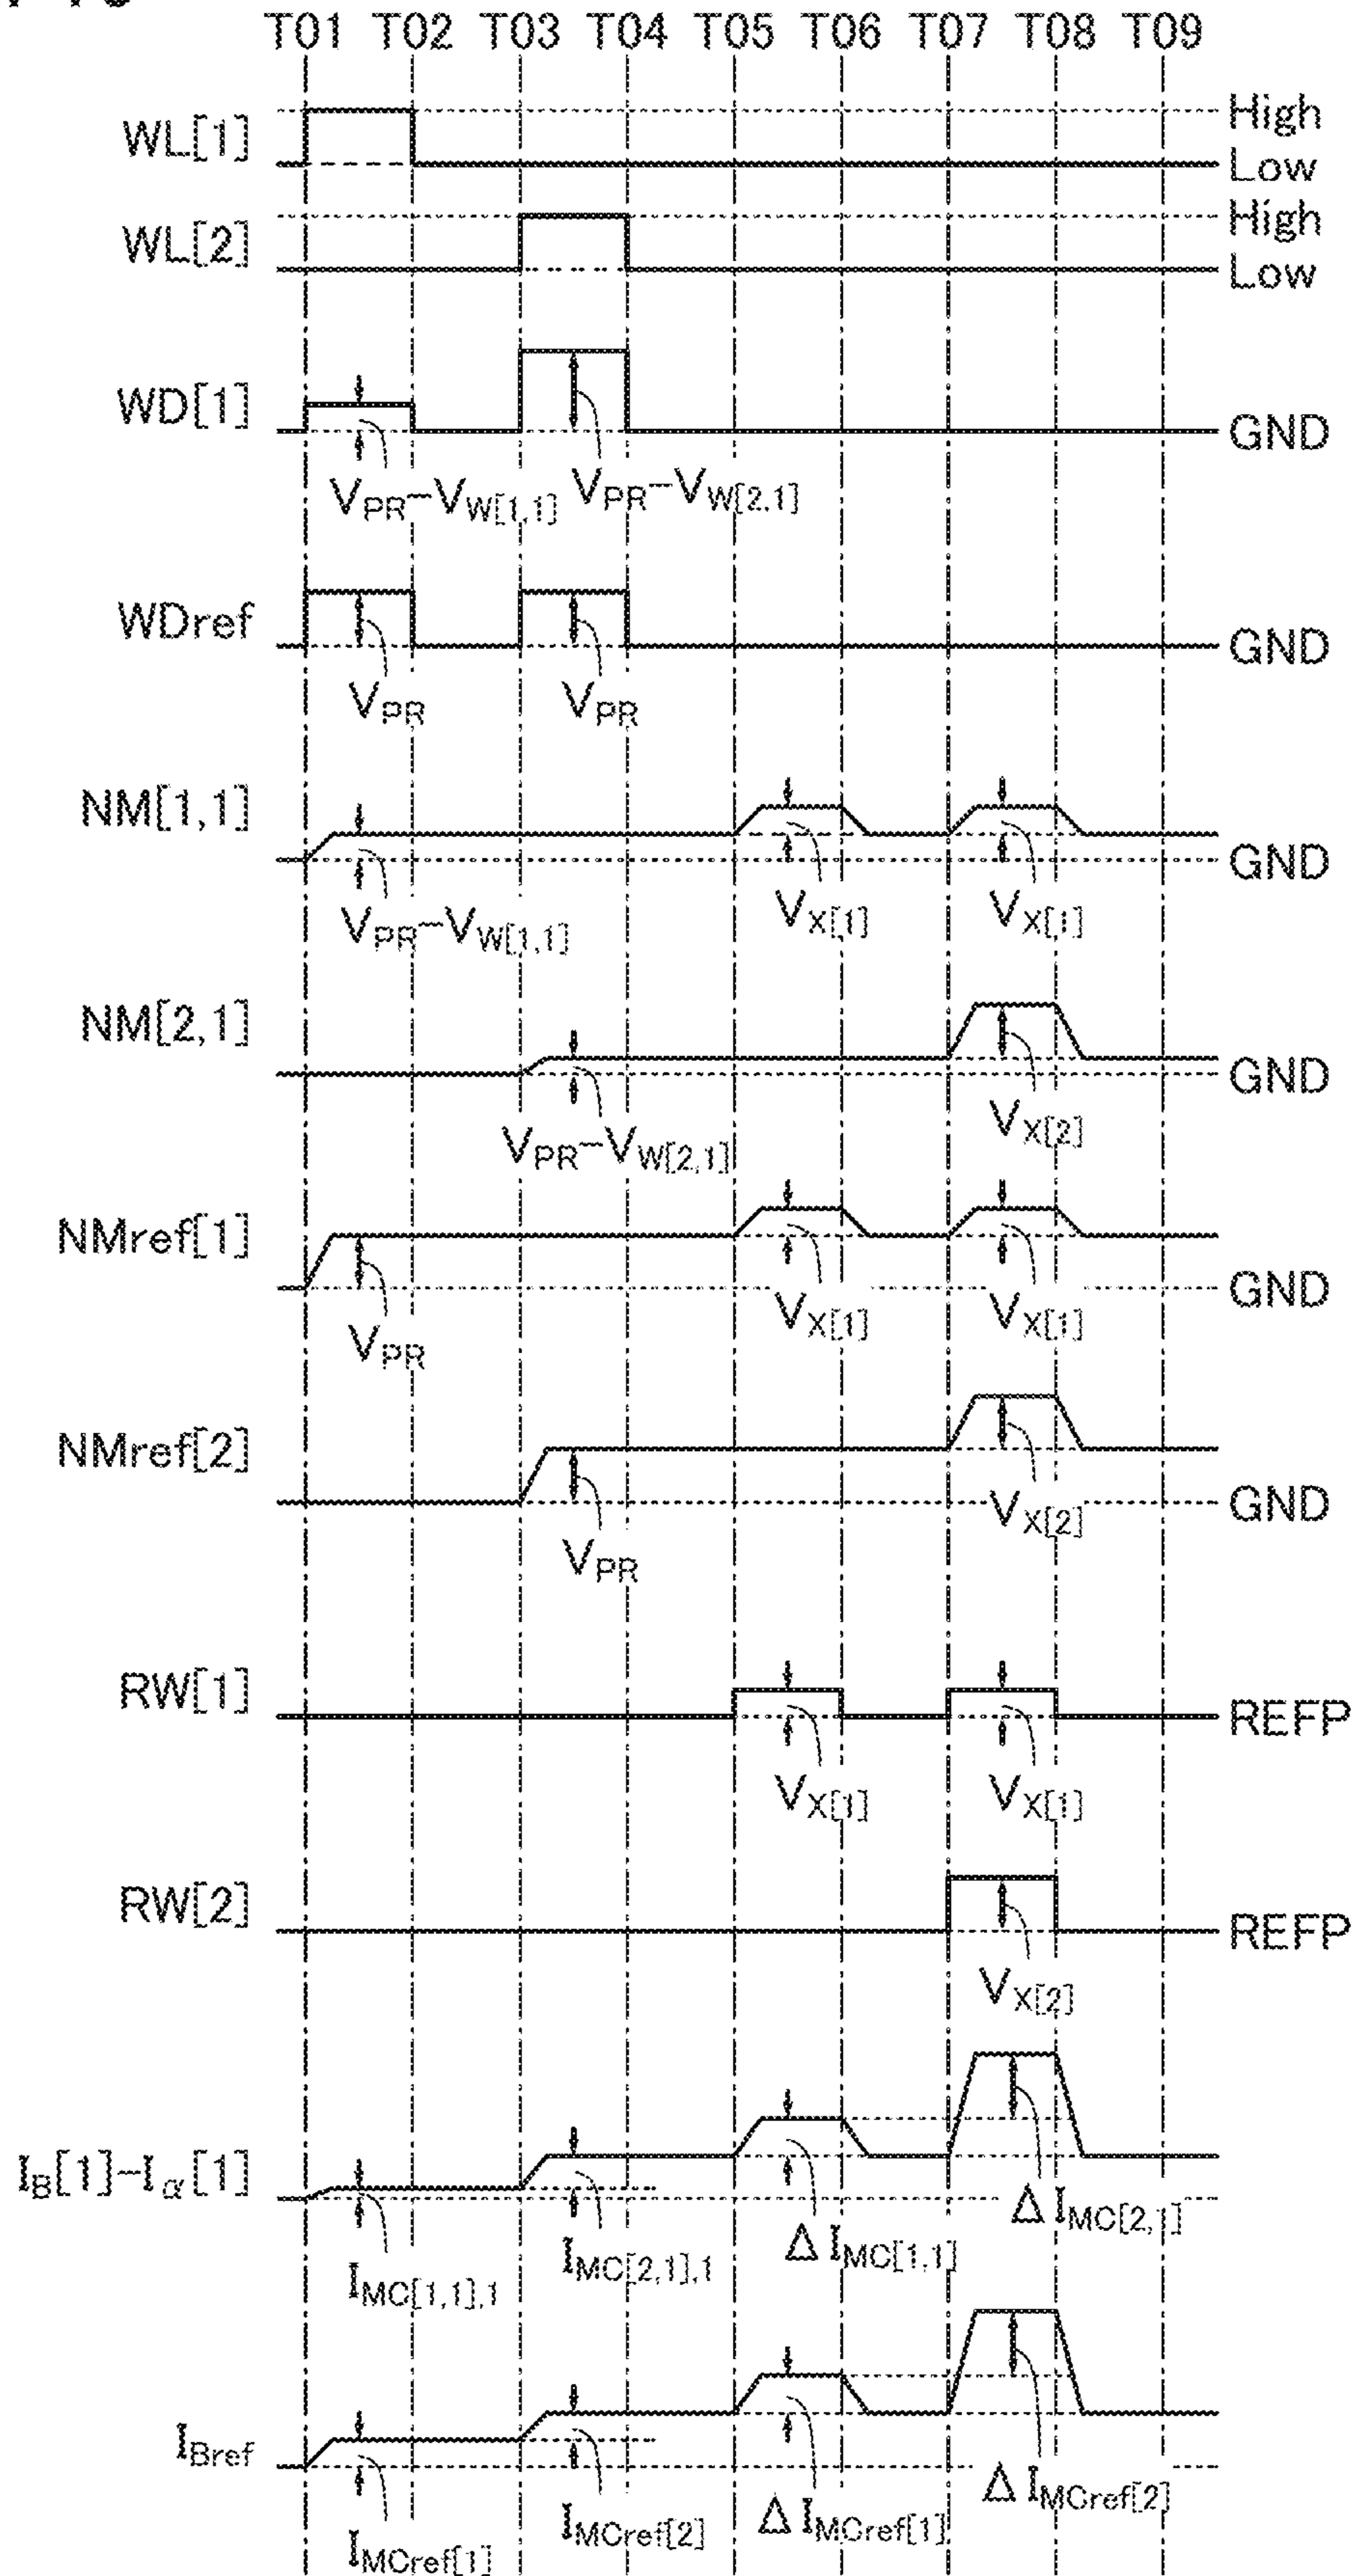 T01 T02 T03 T04 T05 T06 T07 T08 T09
WL[1] High
Low
WL[2] High
Low
WD[1] GND
VPR-VW[1,1] VPR-VW[2,1]
WDref GND
VPR VPR
NM[1,1] GND
VPR-VW[1,1] VX[1] VX[1]
NM[2,1] GND
VPR-VW[2,1] VX[2]
NMref[1] GND
VPR VX[1] VX[1]
NMref[2] GND
VPR VX[2]
RW[1] REFP
VX[1] VX[1]
RW[2] REFP
VX[2]
IB[1]-Iα[1]
IMC[1,1],1 IMC[2,1],1 Δ IMC[1,1] Δ IMC[2,1]
IBref
IMCref[1] IMCref[2] Δ IMCref[1] Δ IMCref[2]